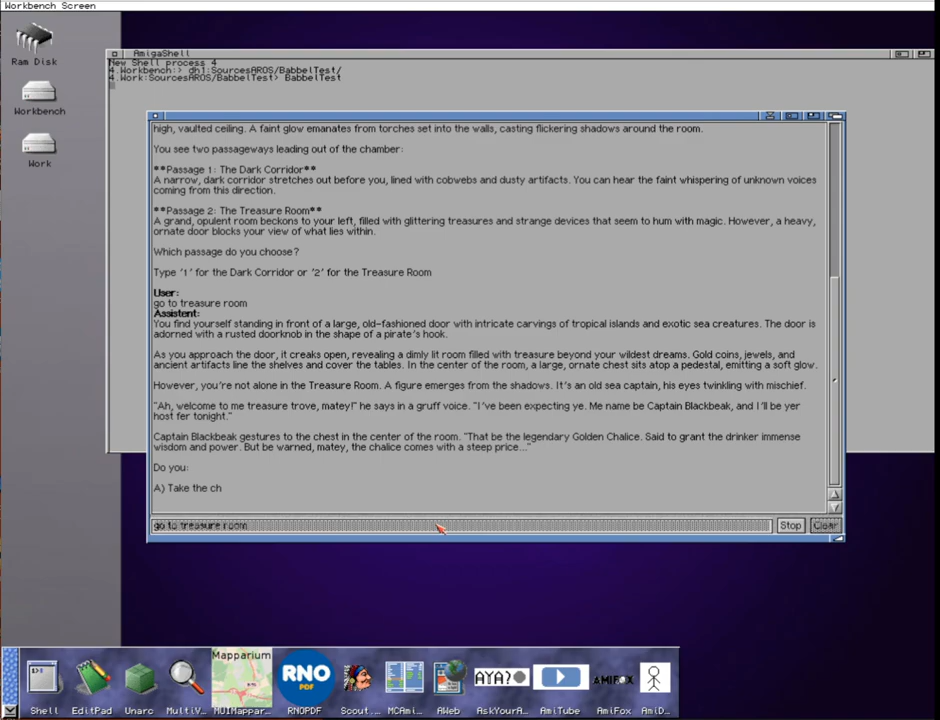 Workbench Screen
AmigaShell
New Shell process 4
4.Workbench:> dh1:SourcesAROS/BabbelTest/
4.Work:SourcesAROS/BabbelTest> BabbelTest
Ram Disk
Workbench
Work
high, vaulted ceiling. A faint glow emanates from torches set into the walls, casting flickering shadows around the room.
You see two passageways leading out of the chamber:
**Passage 1: The Dark Corridor**
A narrow, dark corridor stretches out before you, lined with cobwebs and dusty artifacts. You can hear the faint whispering of unknown voices
coming from this direction.
**Passage 2: The Treasure Room**
A grand, opulent room beckons to your left, filled with glittering treasures and strange devices that seem to hum with magic. However, a heavy,
ornate door blocks your view of what lies within.
Which passage do you choose?
Type '1' for the Dark Corridor or '2' for the Treasure Room
User:
go to treasure room
Assistent:
You find yourself standing in front of a large, old-fashioned door with intricate carvings of tropical islands and exotic sea creatures. The door is
adorned with a rusted doorknob in the shape of a pirate's hook.
As you approach the door, it creaks open, revealing a dimly lit room filled with treasure beyond your wildest dreams. Gold coins, jewels, and
ancient artifacts line the shelves and cover the tables. In the center of the room, a large, ornate chest sits atop a pedestal, emitting a soft glow.
However, you're not alone in the Treasure Room. A figure emerges from the shadows. It's an old sea captain, his eyes twinkling with mischief.
"Ah, welcome to me treasure trove, matey!" he says in a gruff voice. "I've been expecting ye. Me name be Captain Blackbeak, and I'll be yer
host fer tonight."
Captain Blackbeak gestures to the chest in the center of the room. "That be the legendary Golden Chalice. Said to grant the drinker immense
wisdom and power. But be warned, matey, the chalice comes with a steep price..."
Do you:
A) Take the ch
go to treasure room
Stop
Clear
Mapparium
RNO
PDF
AYA?
AMIFOX
Shell
EditPad
Unarc
MultiV...
MUIMappar...
RNOPDF
Scout...
MCAmi...
AWeb
AskYourA...
AmiTube
AmiFox
AmiD...